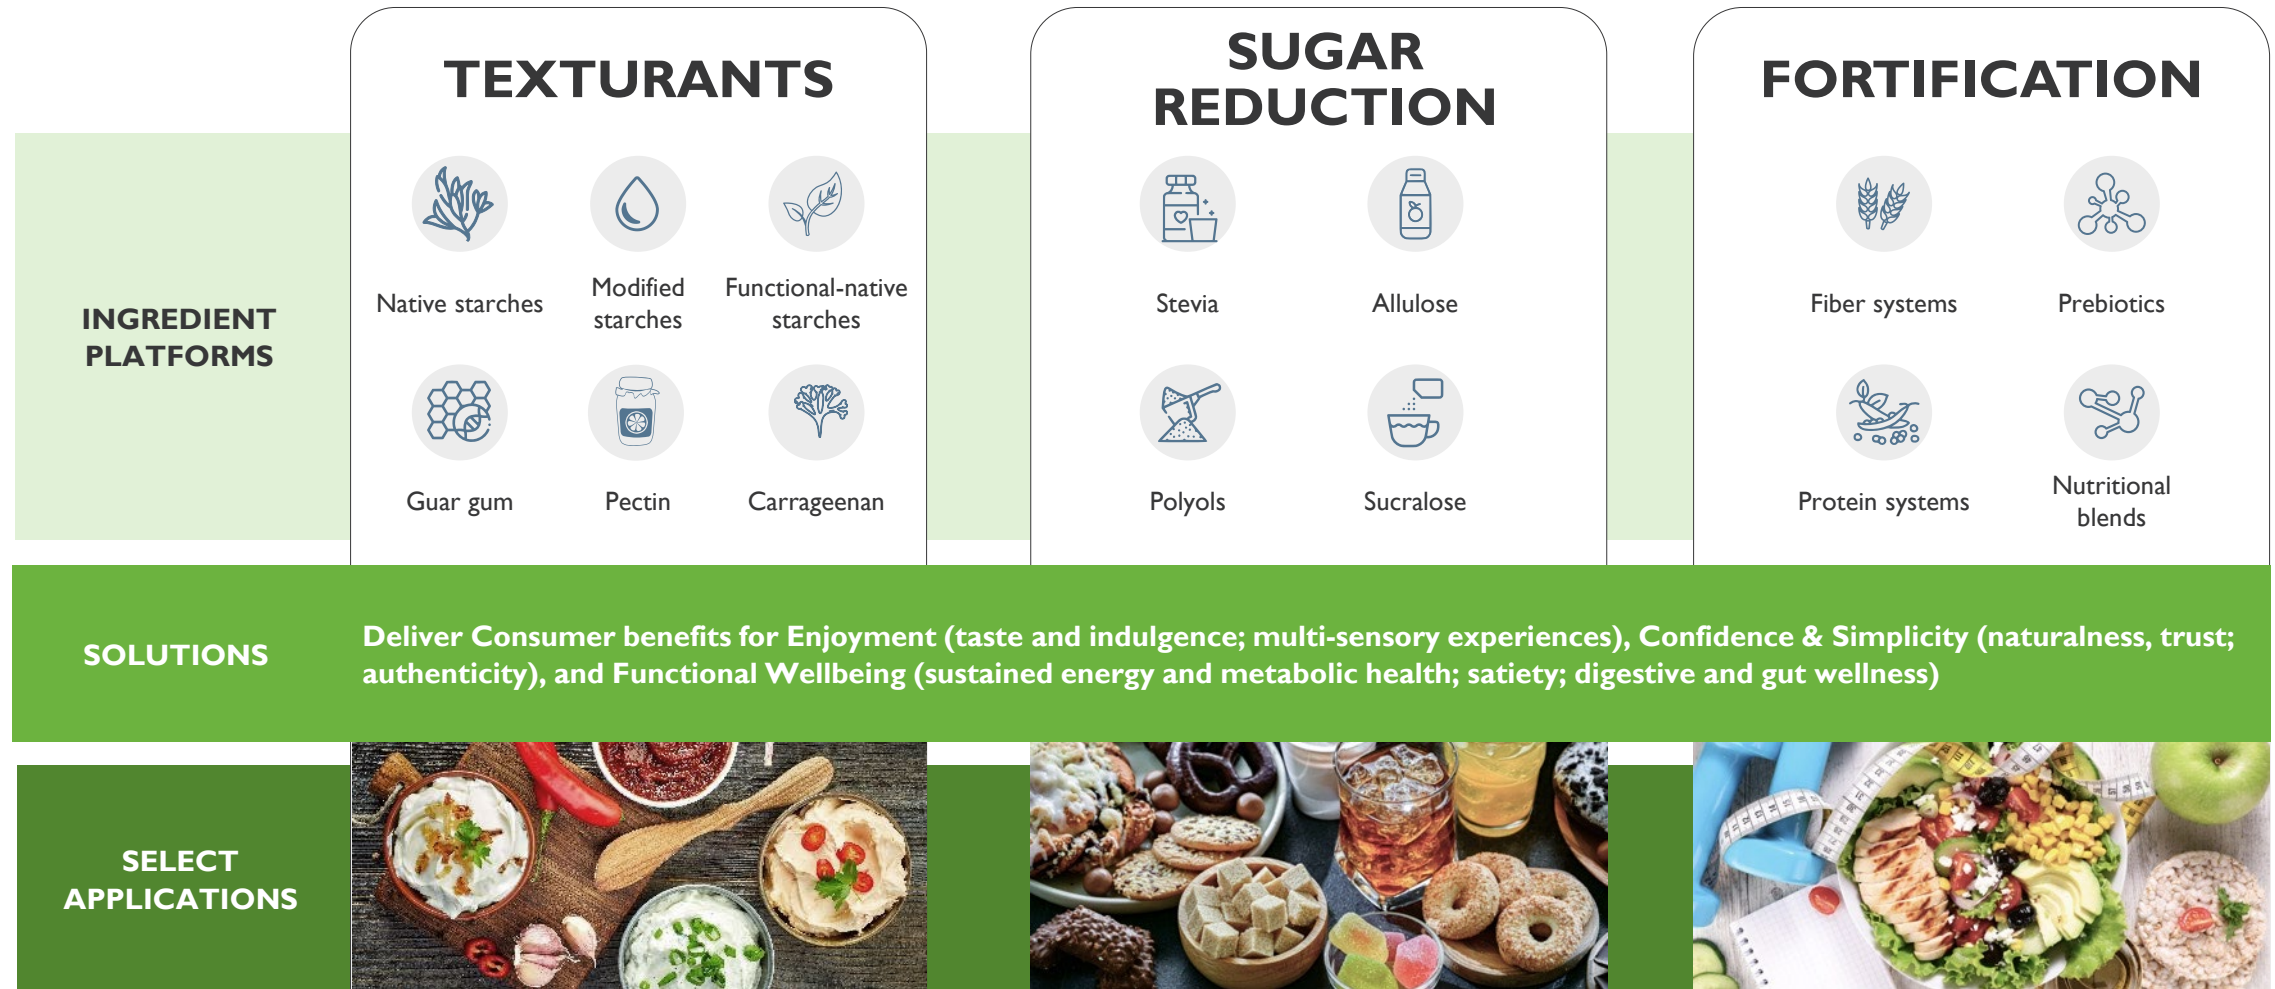 TEXTURANTS
SUGAR
REDUCTION
FORTIFICATION
INGREDIENT
PLATFORMS
Native starches
Modified
starches
Functional-native
starches
Guar gum
Pectin
Carrageenan
Stevia
Allulose
Polyols
Sucralose
Fiber systems
Prebiotics
Protein systems
Nutritional
blends
SOLUTIONS
Deliver Consumer benefits for Enjoyment (taste and indulgence; multi-sensory experiences), Confidence & Simplicity (naturalness, trust;
authenticity), and Functional Wellbeing (sustained energy and metabolic health; satiety; digestive and gut wellness)
SELECT
APPLICATIONS